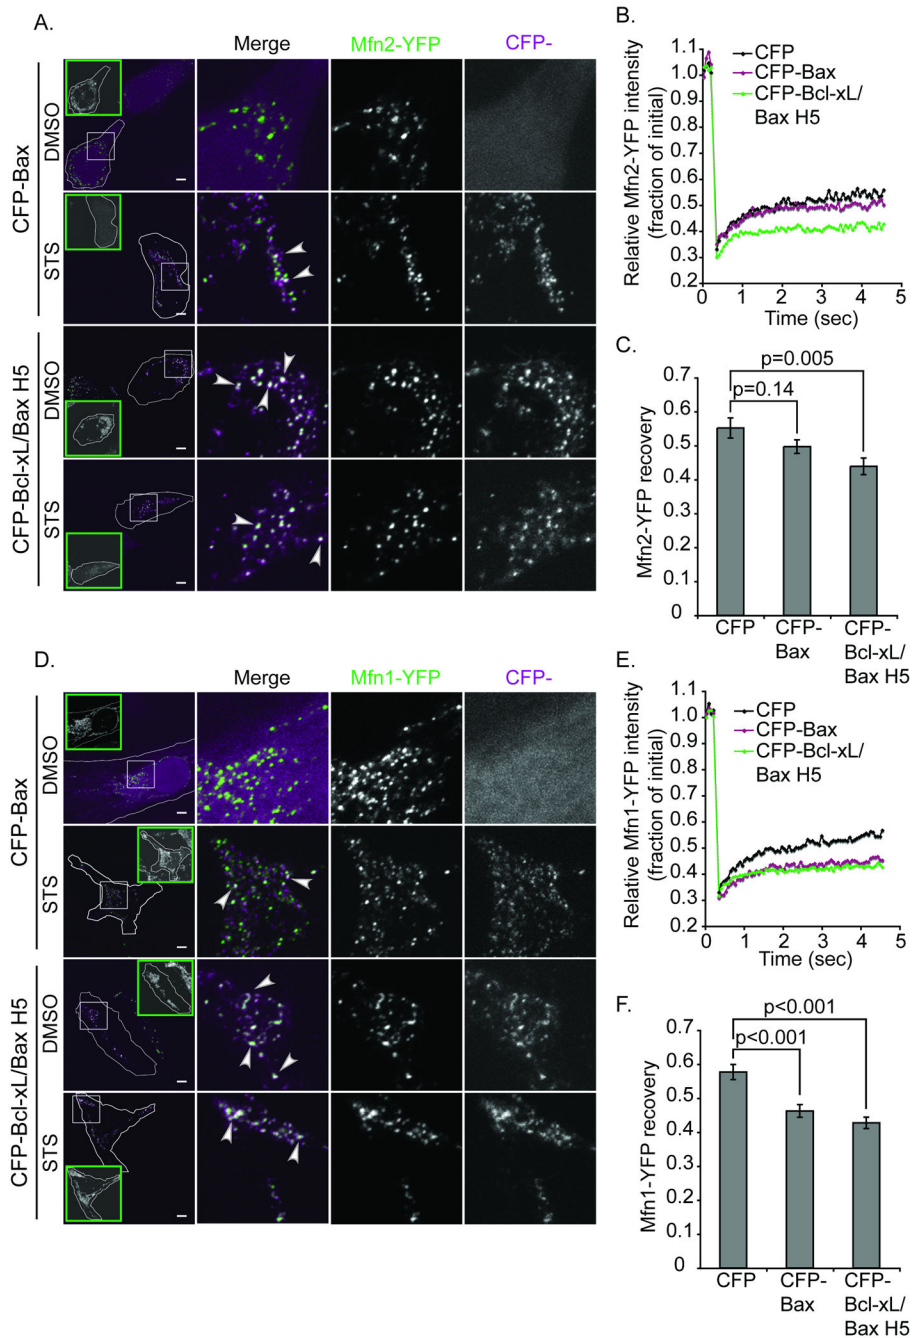 A.
Merge
Mfn2-YFP
CFP-
CFP-Bax
DMSO
STS
CFP-Bcl-xL/Bax H5
DMSO
STS
B.
Relative Mfn2-YFP intensity
(fraction of initial)
1.1
1.0
0.9
0.8
0.7
0.6
0.5
0.4
0.3
0.2
CFP
CFP-Bax
CFP-Bcl-xL/
Bax H5
0 1 2 3 4 5
Time (sec)
C.
Mfn2-YFP recovery
0.7
0.6
0.5
0.4
0.3
0.2
0.1
0
p=0.005
p=0.14
CFP
CFP-
Bax
CFP-
Bcl-xL/
Bax H5
D.
Merge
Mfn1-YFP
CFP-
CFP-Bax
DMSO
STS
CFP-Bcl-xL/Bax H5
DMSO
STS
E.
Relative Mfn1-YFP intensity
(fraction of initial)
1.1
1.0
0.9
0.8
0.7
0.6
0.5
0.4
0.3
0.2
CFP
CFP-Bax
CFP-Bcl-xL/
Bax H5
0 1 2 3 4 5
Time (sec)
F.
Mfn1-YFP recovery
0.7
0.6
0.5
0.4
0.3
0.2
0.1
0
p<0.001
p<0.001
CFP
CFP-
Bax
CFP-
Bcl-xL/
Bax H5